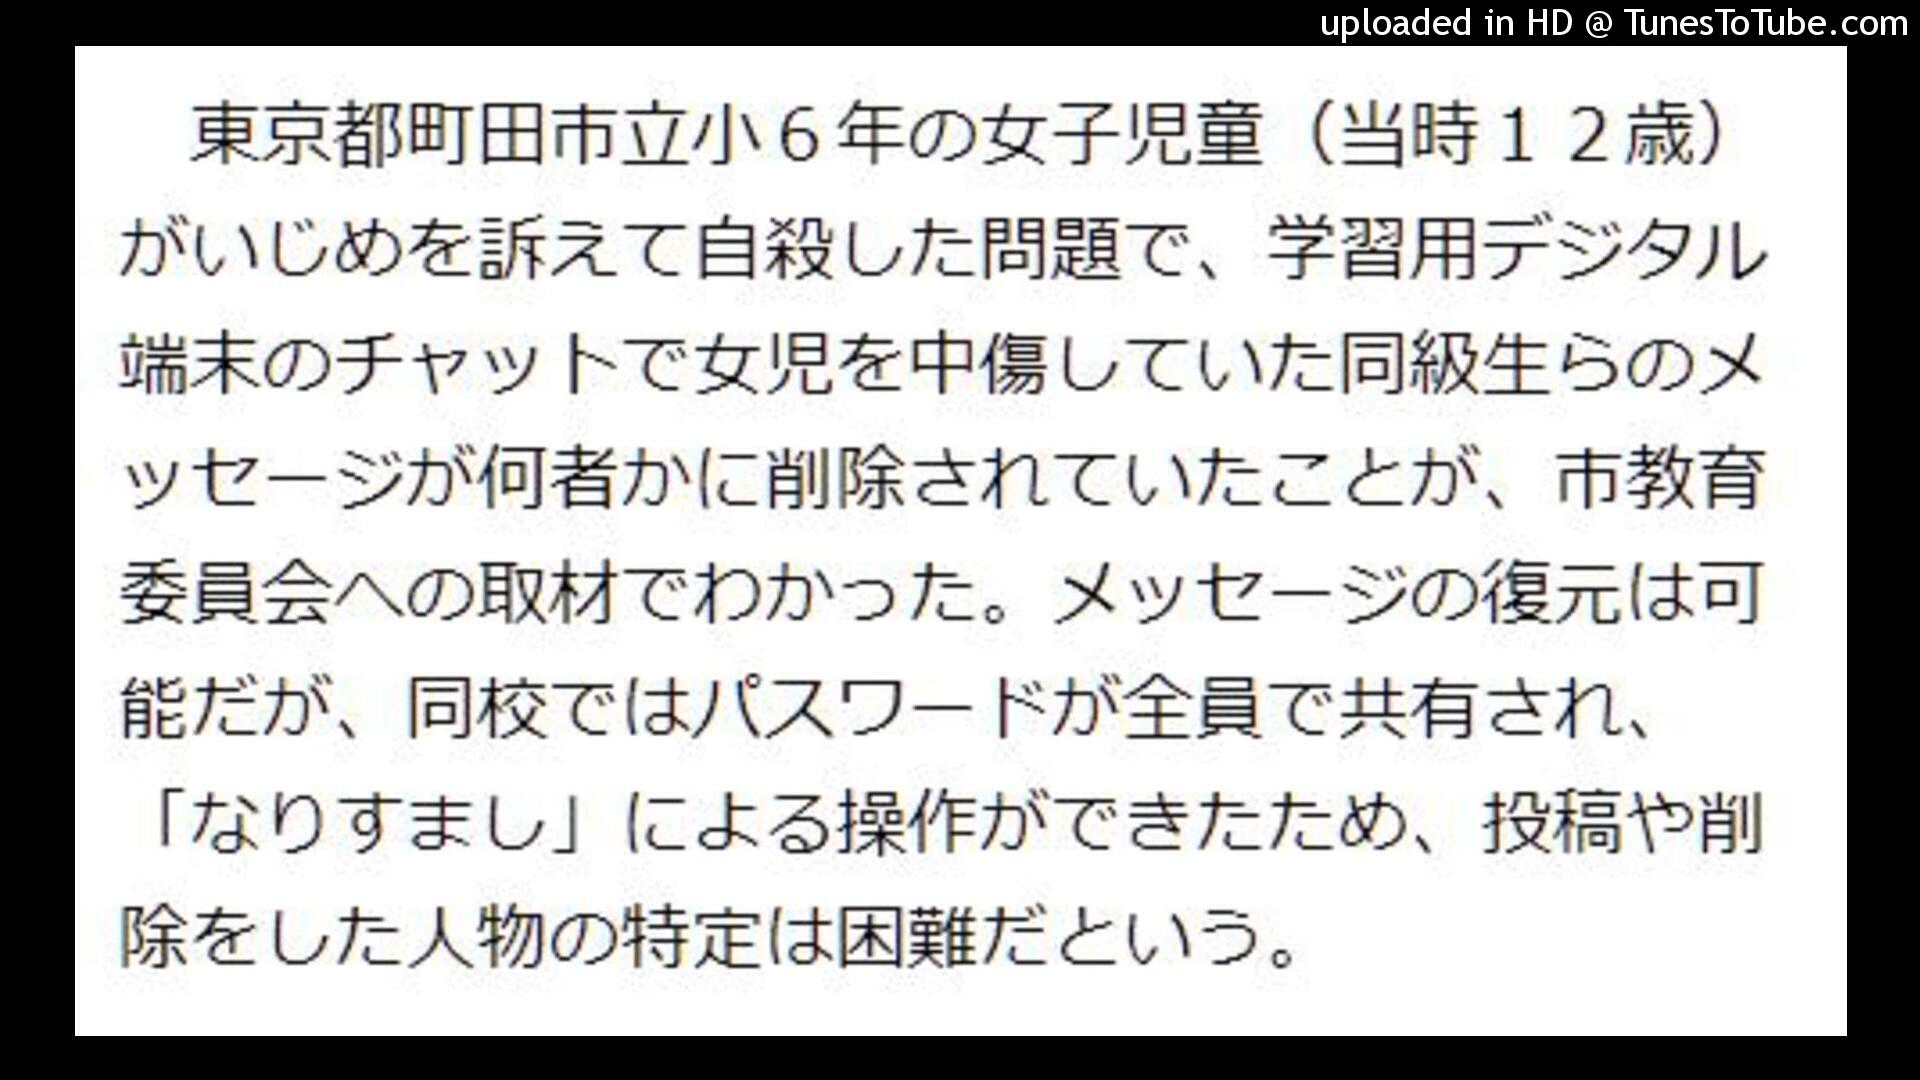 uploaded in HD @ TunesToTube.com
　東京都町田市立小６年の女子児童（当時１２歳）
がいじめを訴えて自殺した問題で、学習用デジタル
端末のチャットで女児を中傷していた同級生らのメ
ッセージが何者かに削除されていたことが、市教育
委員会への取材でわかった。メッセージの復元は可
能だが、同校ではパスワードが全員で共有され、
「なりすまし」による操作ができたため、投稿や削
除をした人物の特定は困難だという。